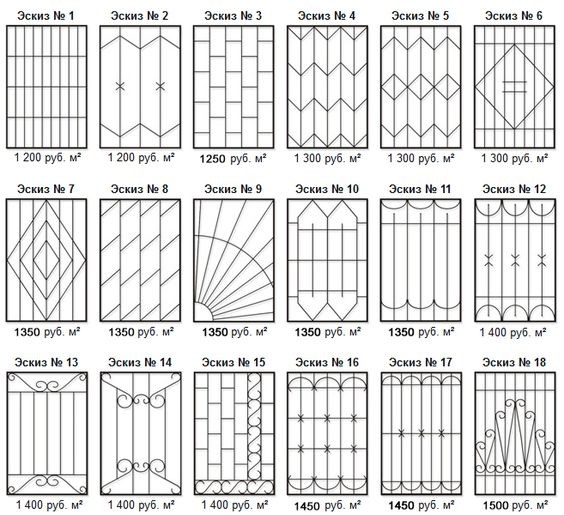 Эскиз № 1 Эскиз № 2 Эскиз № 3 Эскиз № 4 Эскиз № 5 Эскиз № 6
1 200 руб. м² 1 200 руб. м² 1250 руб. м² 1 300 руб. м² 1 300 руб. м² 1 300 руб. м²
Эскиз № 7 Эскиз № 8 Эскиз № 9 Эскиз № 10 Эскиз № 11 Эскиз № 12
1350 руб. м² 1350 руб. м² 1350 руб. м² 1350 руб. м² 1350 руб. м² 1 400 руб. м²
Эскиз № 13 Эскиз № 14 Эскиз № 15 Эскиз № 16 Эскиз № 17 Эскиз № 18
1 400 руб. м² 1 400 руб. м² 1 400 руб. м² 1450 руб. м² 1450 руб. м² 1500 руб. м²